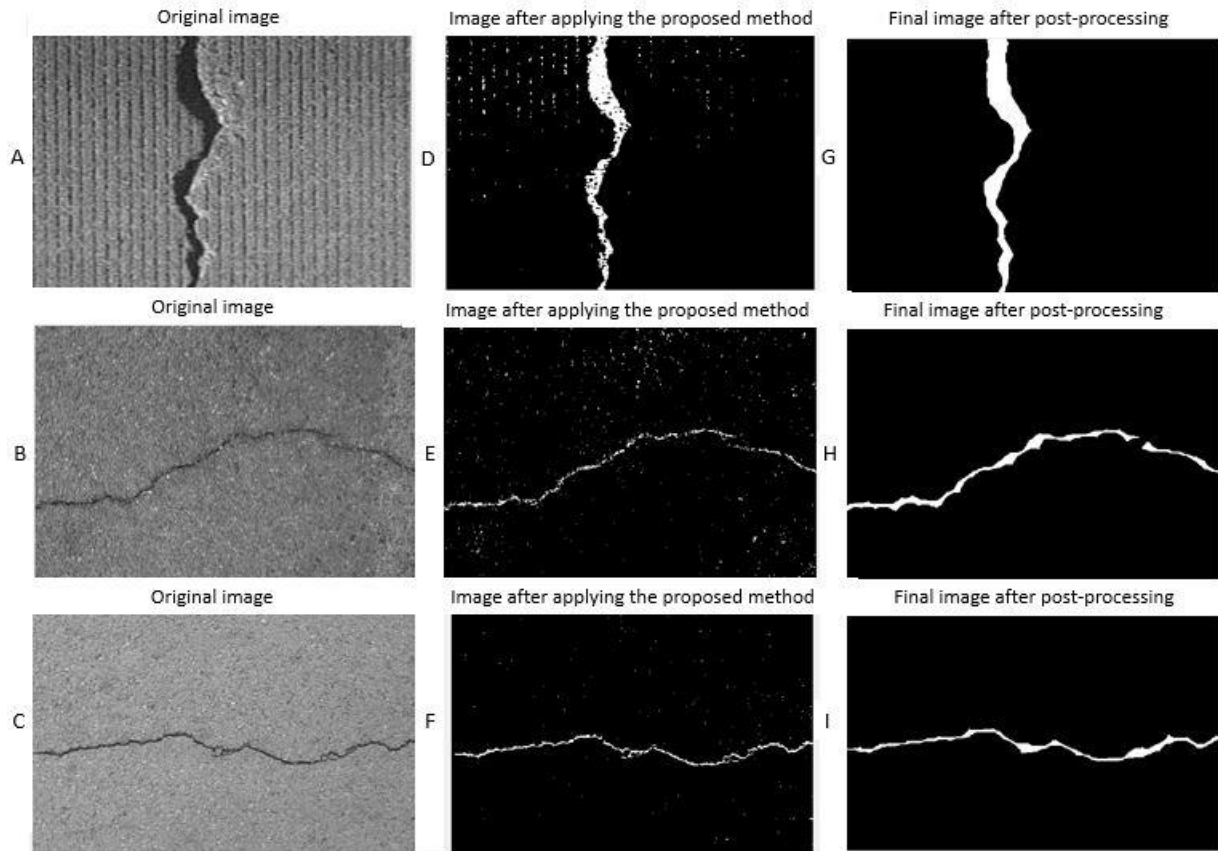 Original image
Image after applying the proposed method
Final image after post-processing
A
D
G
Original image
Image after applying the proposed method
Final image after post-processing
B
E
H
Original image
Image after applying the proposed method
Final image after post-processing
C
F
I